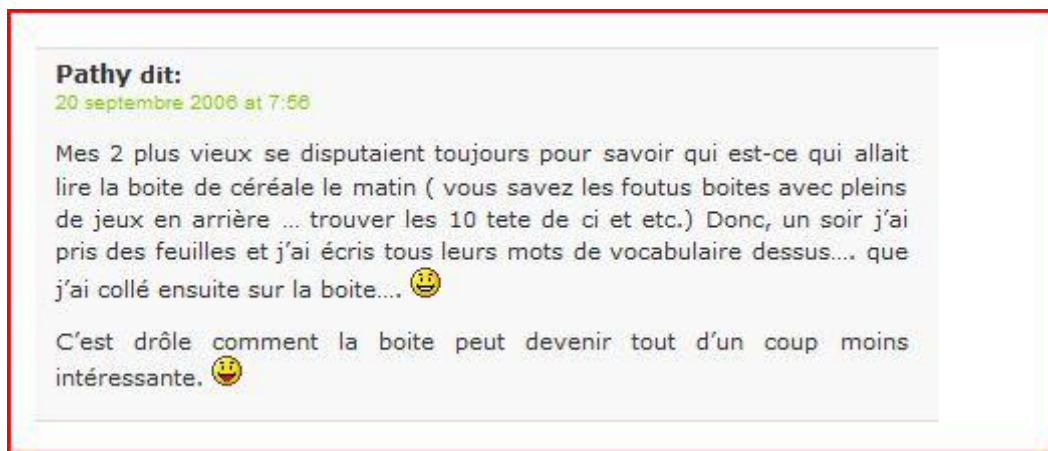 Pathy dit:
20 septembre 2006 at 7:56
Mes 2 plus vieux se disputaient toujours pour savoir qui est-ce qui allait
lire la boite de céréale le matin ( vous savez les foutus boites avec pleins
de jeux en arrière ... trouver les 10 tete de ci et etc.) Donc, un soir j'ai
pris des feuilles et j'ai écris tous leurs mots de vocabulaire dessus.... que
j'ai collé ensuite sur la boite....
C'est drôle comment la boite peut devenir tout d'un coup moins
intéressante.